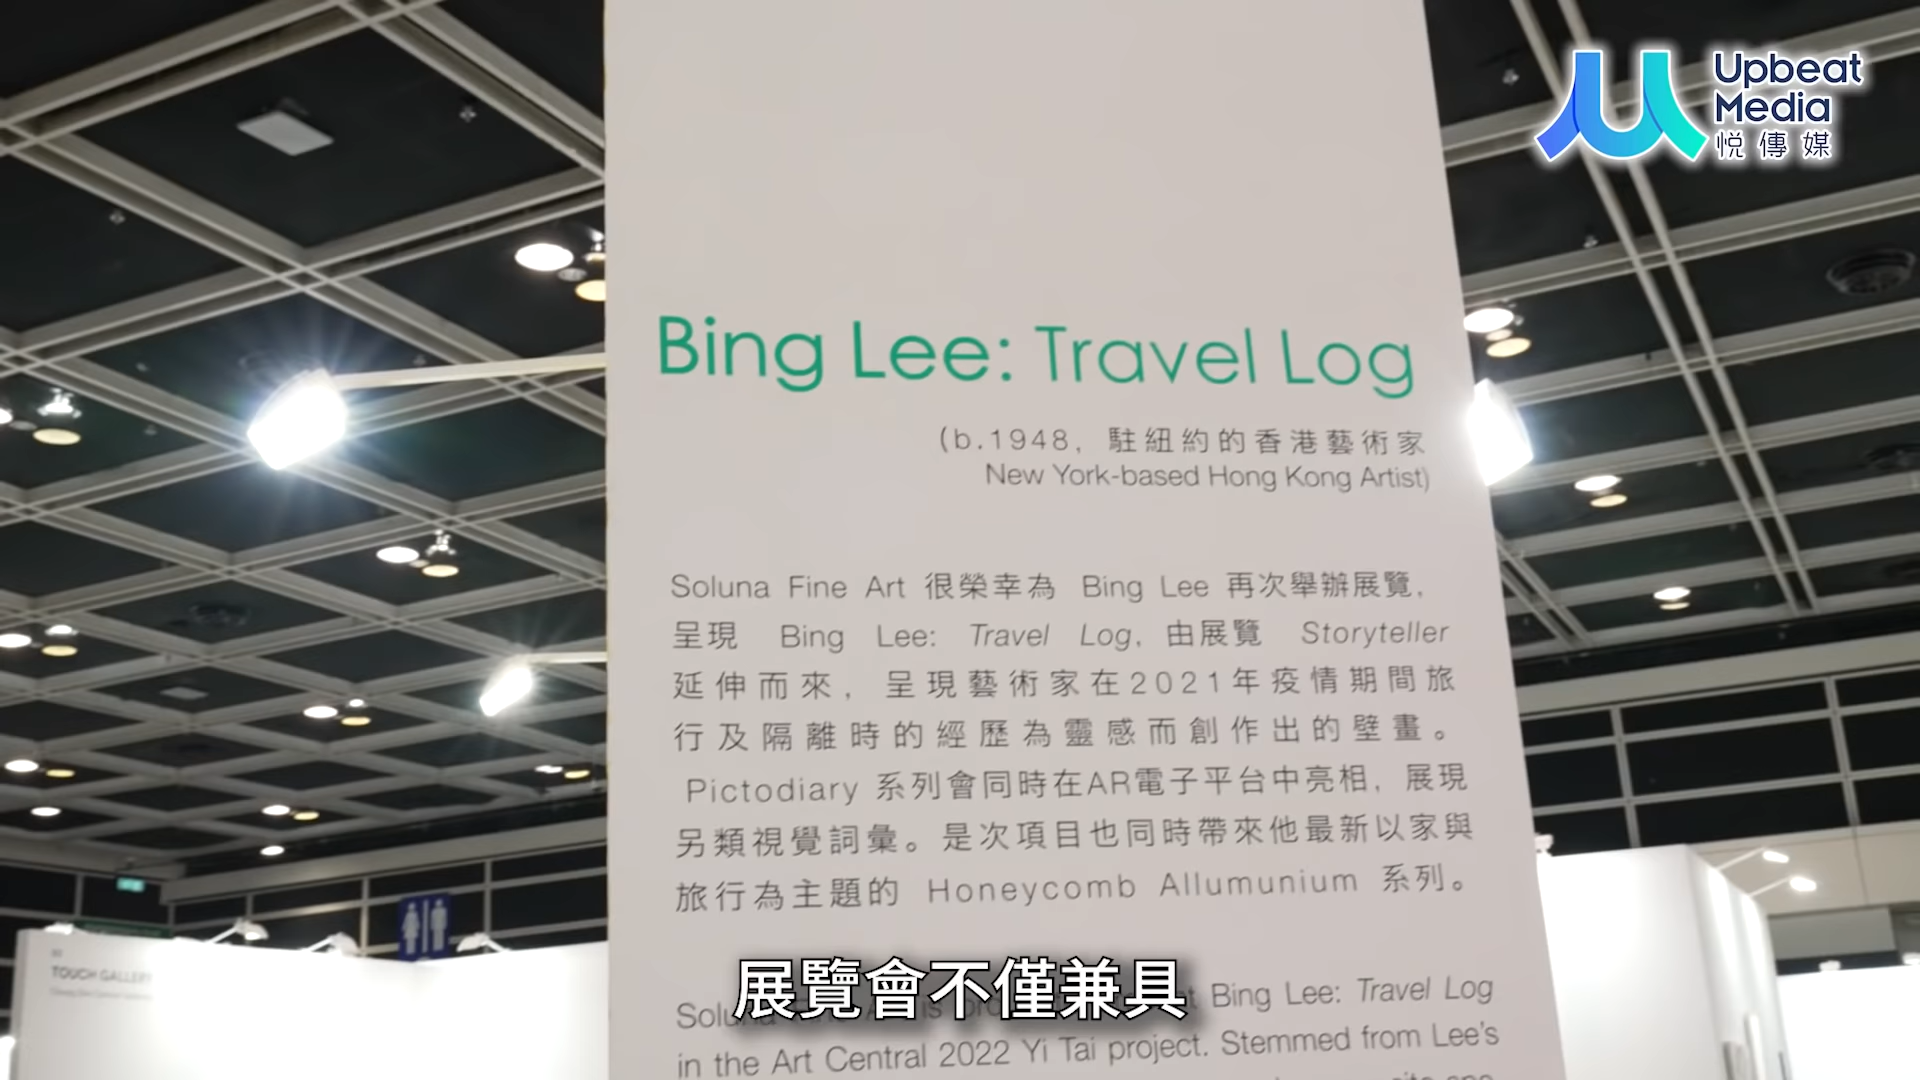 Upbeat
Media
悦傳媒
Bing Lee: Travel Log
(b.1948, 駐紐約的香港藝術家
New York-based Hong Kong Artist)
Soluna Fine Art 很榮幸為 Bing Lee 再次舉辦展覽,
呈現 Bing Lee: Travel Log, 由展覽 Storyteller
延伸而來, 呈現藝術家在2021年疫情期間旅
行及隔離時的經歷為靈感而創作出的壁畫。
Pictodiary 系列會同時在AR電子平台中亮相, 展現
另類視覺詞彙。是次項目也同時帶來他最新以家與
旅行為主題的 Honeycomb Allumunium 系列。
展覽會不僅兼具
Soluna Bing Lee: Travel Log
in the Art Central 2022 Yi Tai project. Stemmed from Lee's
TOUCH GALLERY